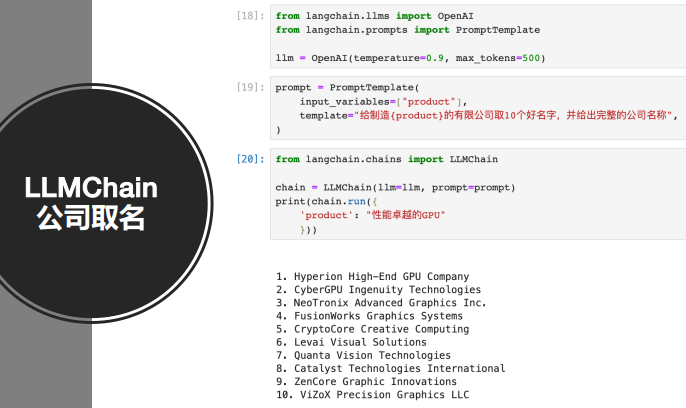 LLMChain
公司取名
[18]: from langchain.llms import OpenAI
from langchain.prompts import PromptTemplate
llm = OpenAI(temperature=0.9, max_tokens=500)
[19]: prompt = PromptTemplate(
input_variables=["product"],
template="给制造{product}的有限公司取10个好名字，并给出完整的公司名称",
)
[20]: from langchain.chains import LLMChain
chain = LLMChain(llm=llm, prompt=prompt)
print(chain.run({
'product': "性能卓越的GPU"
}))
1. Hyperion High-End GPU Company
2. CyberGPU Ingenuity Technologies
3. NeoTronix Advanced Graphics Inc.
4. FusionWorks Graphics Systems
5. CryptoCore Creative Computing
6. Levai Visual Solutions
7. Quanta Vision Technologies
8. Catalyst Technologies International
9. ZenCore Graphic Innovations
10. ViZoX Precision Graphics LLC